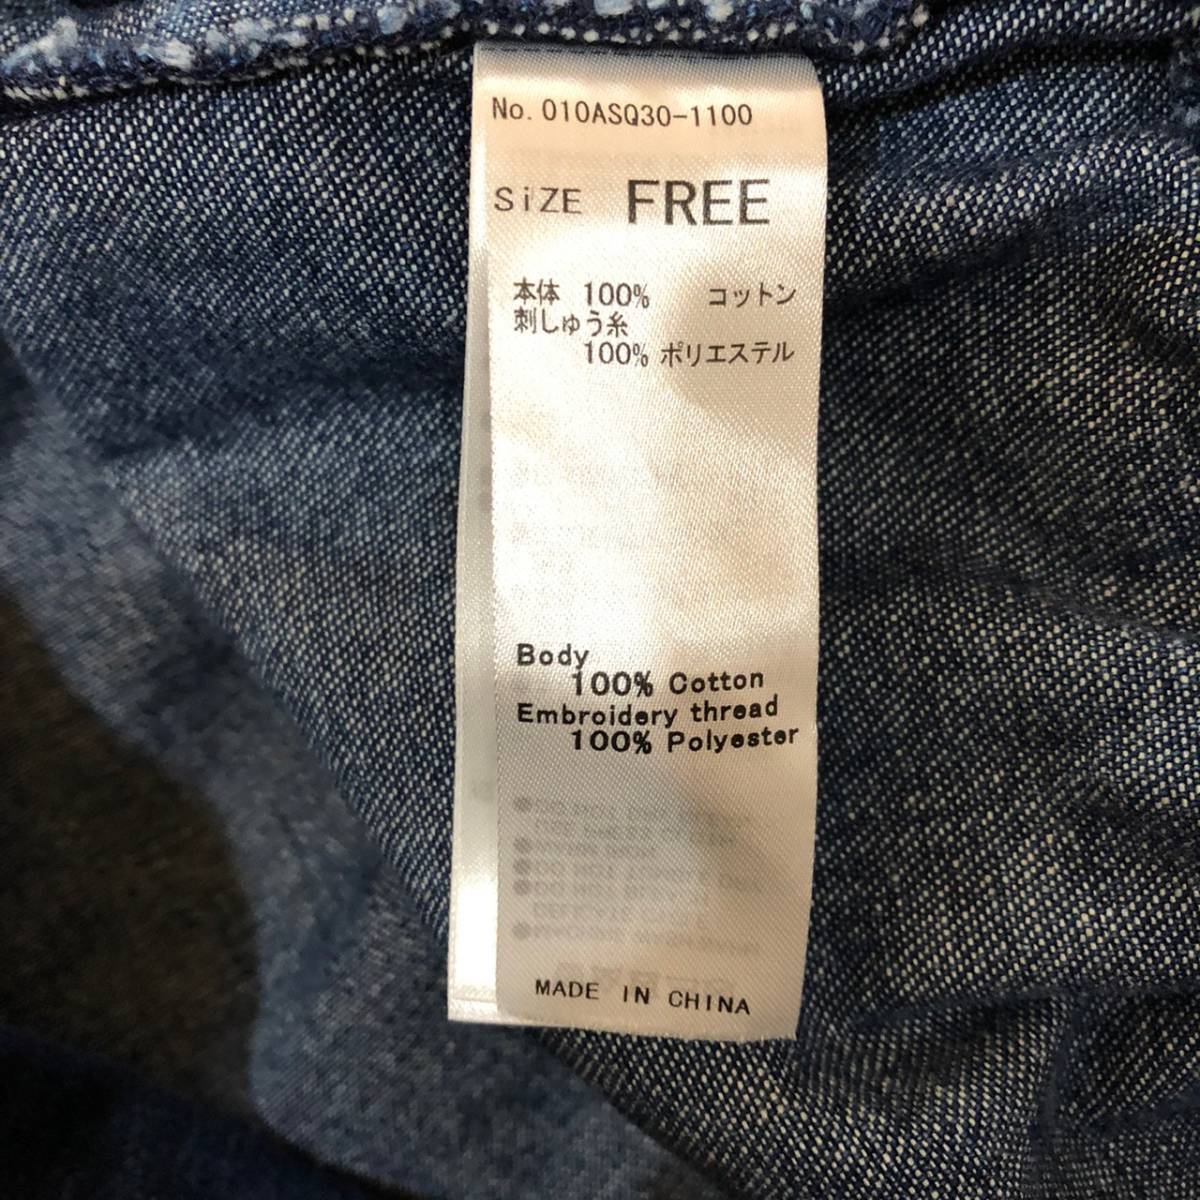 No. 010ASQ30-1100
SiZE FREE
本体 100% コットン
刺しゅう糸
100% ポリエステル
Body
100% Cotton
Embroidery thread
100% Polyester
MADE IN CHINA